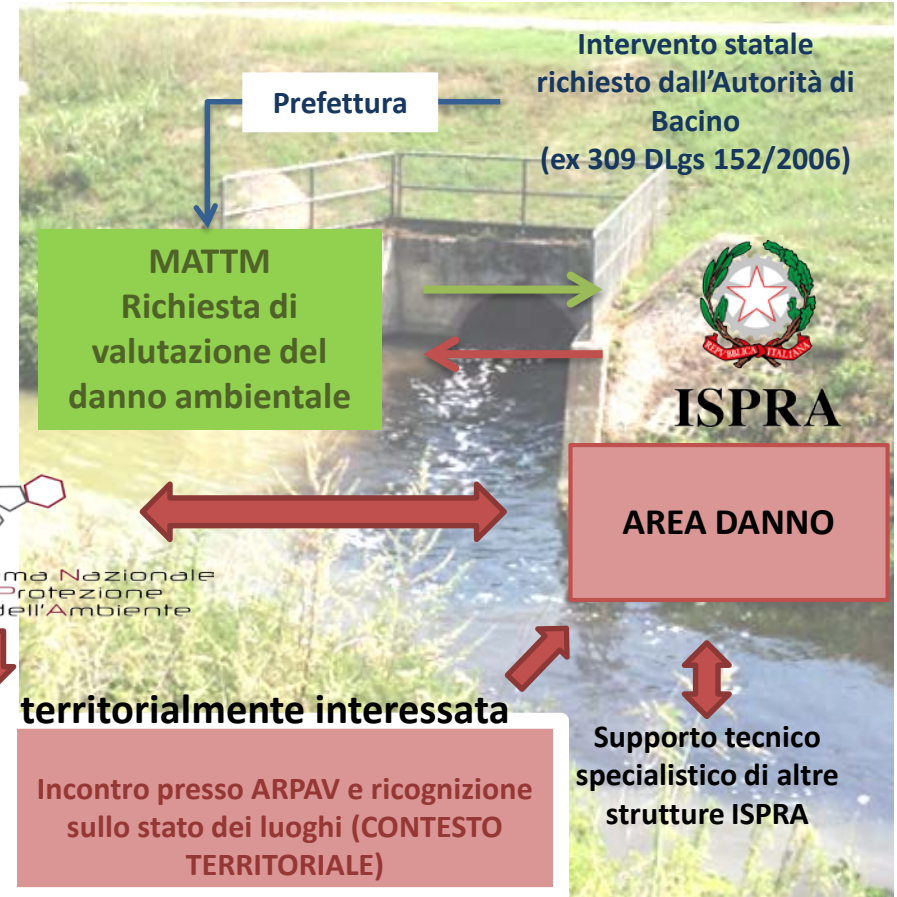 Intervento statale
richiesto dall'Autorità di
Bacino
(ex 309 DLgs 152/2006)
Prefettura
MATTM
Richiesta di
valutazione del
danno ambientale
REPVBBLICA ITALIANA
ISPRA
AREA DANNO
ma Nazionale
Protezione
dell'Ambiente
territorialmente interessata
Incontro presso ARPAV e ricognizione
sullo stato dei luoghi (CONTESTO
TERRITORIALE)
Supporto tecnico
specialistico di altre
strutture ISPRA